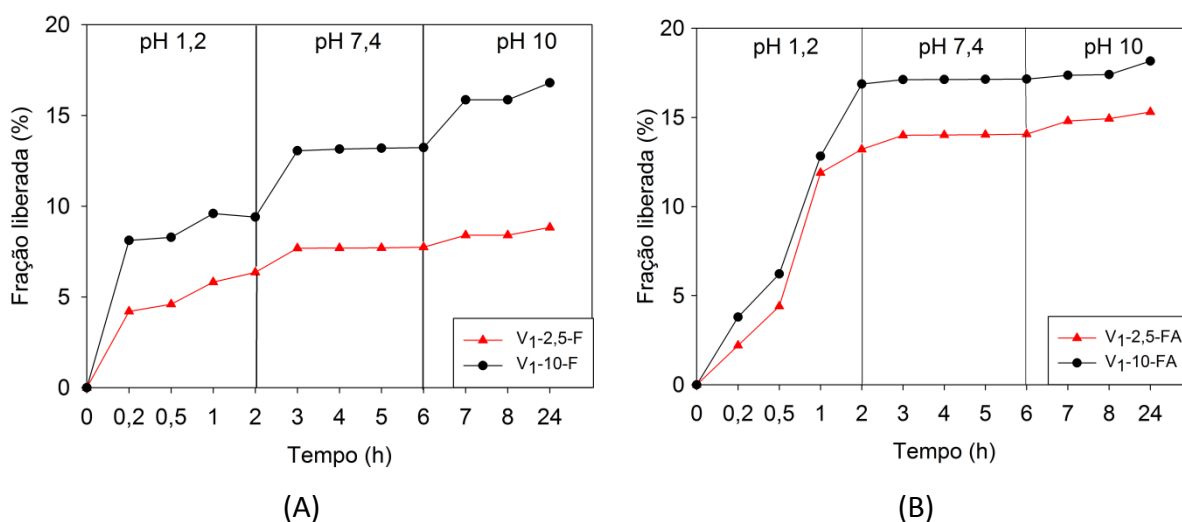 20
15
10
5
0
Fração liberada (%)
pH 1,2
pH 7,4
pH 10
V1-2,5-F
V1-10-F
0 0,2 0,5 1 2 3 4 5 6 7 8 24
Tempo (h)
(A)
20
15
10
5
0
Fração liberada (%)
pH 1,2
pH 7,4
pH 10
V1-2,5-FA
V1-10-FA
0 0,2 0,5 1 2 3 4 5 6 7 8 24
Tempo (h)
(B)